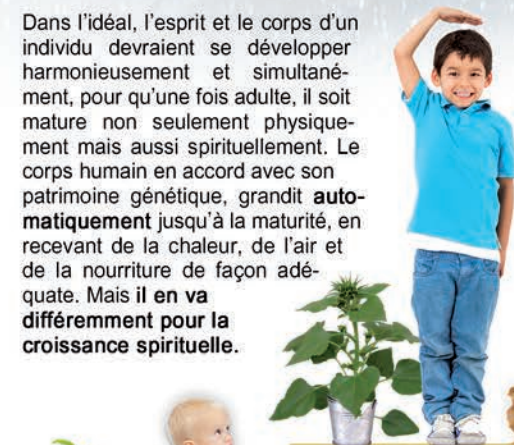 Dans l’idéal, l’esprit et le corps d’un
individu devraient se développer
harmonieusement et simultané-
ment, pour qu’une fois adulte, il soit
mature non seulement physique-
ment mais aussi spirituellement. Le
corps humain en accord avec son
patrimoine génétique, grandit auto-
matiquement jusqu’à la maturité, en
recevant de la chaleur, de l’air et
de la nourriture de façon adé-
quate. Mais il en va
différemment pour la
croissance spirituelle.